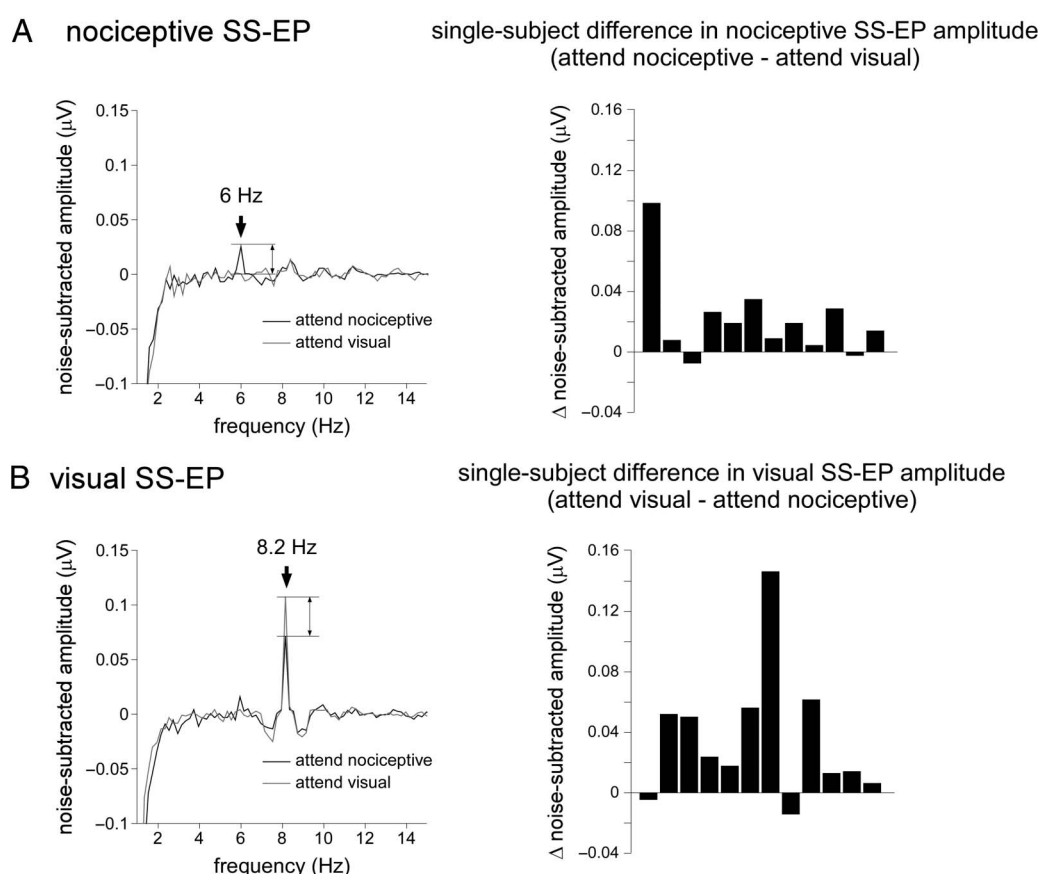 A nociceptive SS-EP
single-subject difference in nociceptive SS-EP amplitude
(attend nociceptive - attend visual)
noise-subtracted amplitude (μV)
0.15
0.1
0.05
0
−0.05
−0.1
6 Hz
attend nociceptive
attend visual
2 4 6 8 10 12 14
frequency (Hz)
Δ noise-subtracted amplitude (μV)
0.16
0.12
0.08
0.04
0
−0.04
B visual SS-EP
single-subject difference in visual SS-EP amplitude
(attend visual - attend nociceptive)
noise-subtracted amplitude (μV)
0.15
0.1
0.05
0
−0.1
8.2 Hz
attend nociceptive
attend visual
2 4 6 8 10 12 14
frequency (Hz)
Δ noise-subtracted amplitude (μV)
0.16
0.12
0.08
0.04
0
−0.04